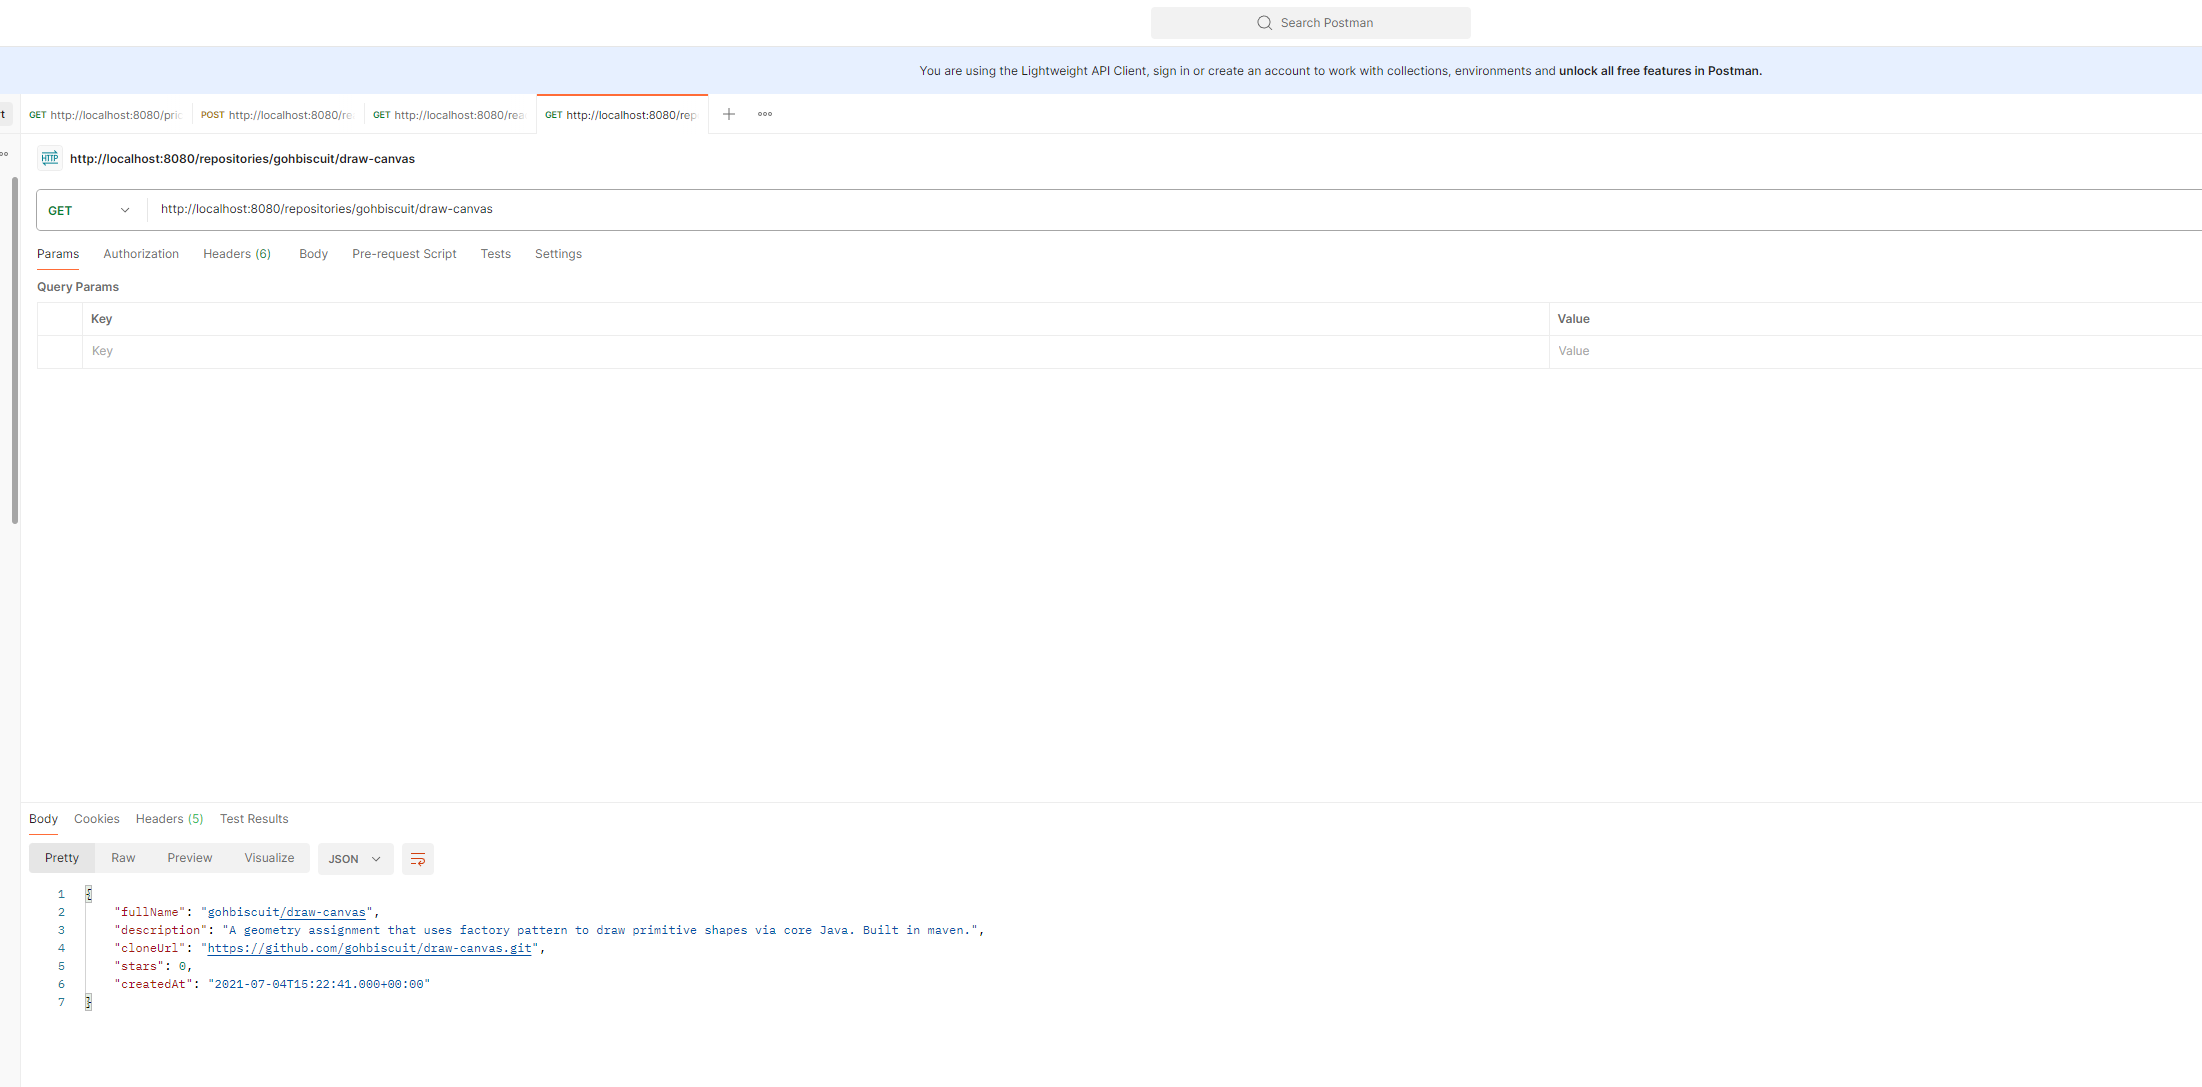 Search Postman
You are using the Lightweight API Client, sign in or create an account to work with collections, environments and unlock all free features in Postman.
t GET http://localhost:8080/pri POST http://localhost:8080/re GET http://localhost:8080/rea GET http://localhost:8080/rep
HTTP http://localhost:8080/repositories/gohbiscuit/draw-canvas
GET http://localhost:8080/repositories/gohbiscuit/draw-canvas
Params Authorization Headers (6) Body Pre-request Script Tests Settings
Query Params
Key Value
Key Value
Body Cookies Headers (5) Test Results
Pretty Raw Preview Visualize JSON
1 {
2 "fullName": "gohbiscuit/draw-canvas",
3 "description": "A geometry assignment that uses factory pattern to draw primitive shapes via core Java. Built in maven.",
4 "cloneUrl": "https://github.com/gohbiscuit/draw-canvas.git",
5 "stars": 0,
6 "createdAt": "2021-07-04T15:22:41.000+00:00"
7 }